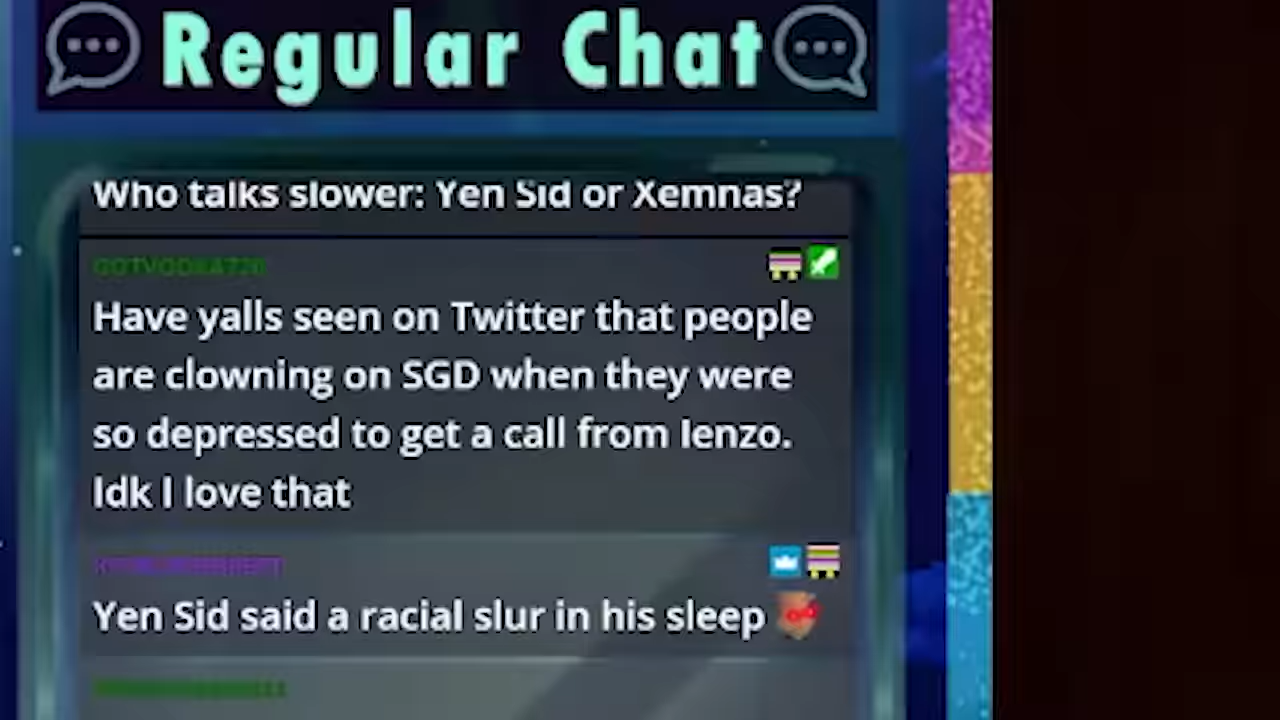 Regular Chat
Who talks slower: Yen Sid or Xemnas?
GOTVODKA726
Have yalls seen on Twitter that people
are clowning on SGD when they were
so depressed to get a call from Ienzo.
Idk I love that
Yen Sid said a racial slur in his sleep